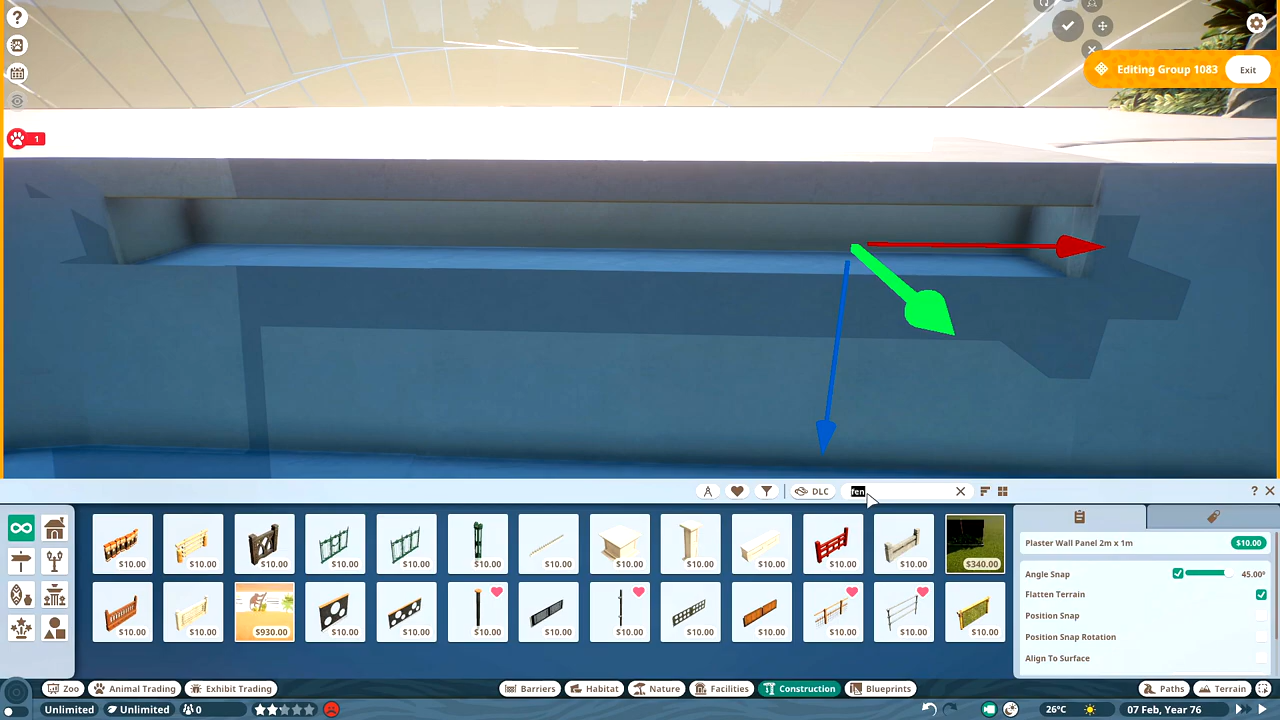 ?
Editing Group 1083
Exit
1
DLC
fen
? ×
$10.00 $10.00 $10.00 $10.00 $10.00 $10.00 $10.00 $10.00 $10.00 $10.00 $10.00 $10.00 $340.00
$10.00 $10.00 $930.00 $10.00 $10.00 $10.00 $10.00 $10.00 $10.00 $10.00 $10.00 $10.00 $10.00
Plaster Wall Panel 2m x 1m $10.00
Angle Snap 45.00°
Flatten Terrain
Position Snap
Position Snap Rotation
Align To Surface
Zoo Animal Trading Exhibit Trading Barriers Habitat Nature Facilities Construction Blueprints Paths Terrain
Unlimited Unlimited 0 26°C 07 Feb, Year 76